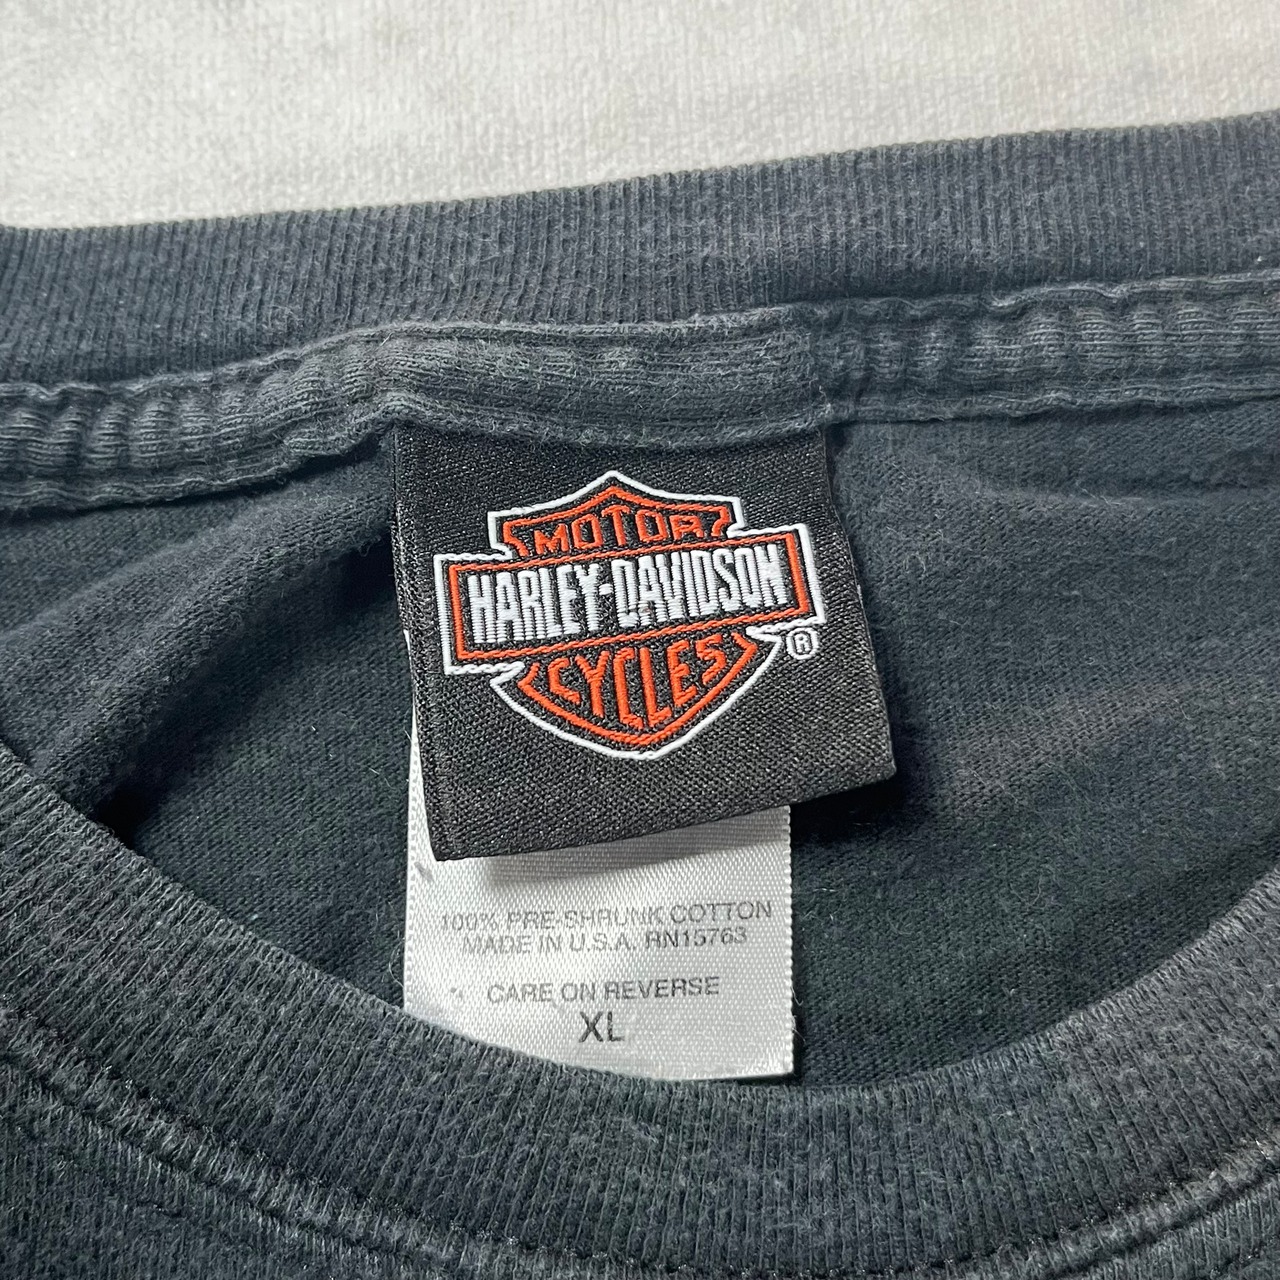 MOTOR
HARLEY-DAVIDSON
CYCLES
®
100% PRE-SHRUNK COTTON
MADE IN U.S.A. RN15763
CARE ON REVERSE
XL